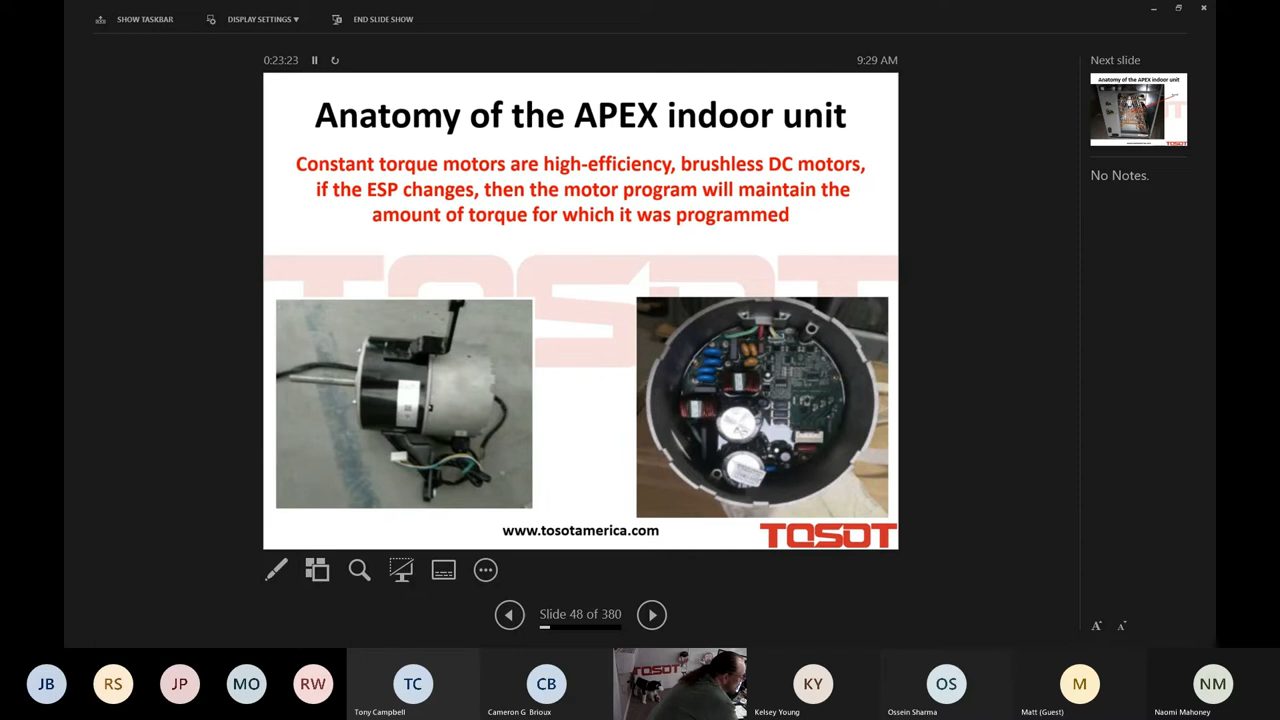 SHOW TASKBAR
DISPLAY SETTINGS ▼
END SLIDE SHOW
0:23:23
9:29 AM
Anatomy of the APEX indoor unit
Constant torque motors are high-efficiency, brushless DC motors,
if the ESP changes, then the motor program will maintain the
amount of torque for which it was programmed
TOSOT
www.tosotamerica.com
TOSOT
Slide 48 of 380
Next slide
Anatomy of the APEX indoor unit
TOSOT
No Notes.
A A
JB
RS
JP
MO
RW
TC
Tony Campbell
CB
Cameron G Brioux
TOSOT
KY
Kelsey Young
OS
Ossein Sharma
M
Matt (Guest)
NM
Naomi Mahoney